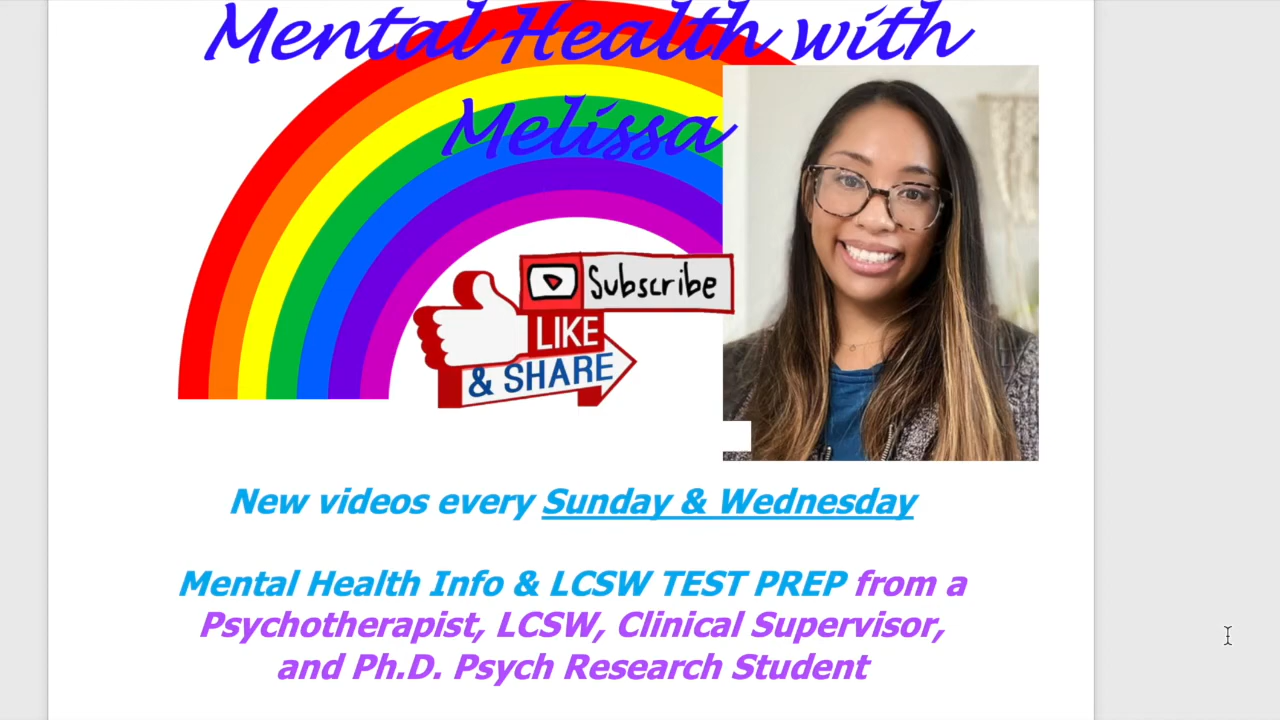 Mental Health with
Melissa
Subscribe
LIKE
& SHARE
New videos every Sunday & Wednesday
Mental Health Info & LCSW TEST PREP from a
Psychotherapist, LCSW, Clinical Supervisor,
and Ph.D. Psych Research Student